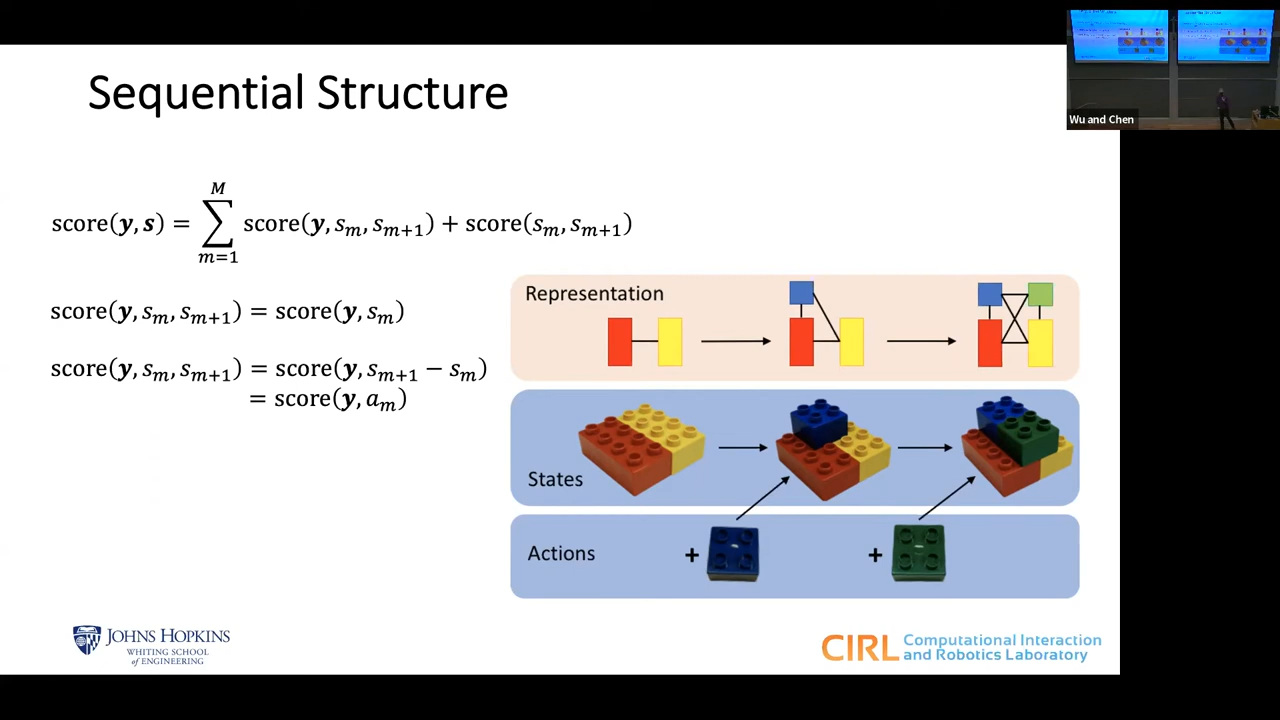 Sequential Structure
Wu and Chen
score(𝒚, 𝒔) = ∑_{m=1}^{M} score(𝒚, s_m, s_{m+1}) + score(s_m, s_{m+1})
score(𝒚, s_m, s_{m+1}) = score(𝒚, s_m)
score(𝒚, s_m, s_{m+1}) = score(𝒚, s_{m+1} − s_m)
= score(𝒚, a_m)
Representation
States
+
+
Actions
JOHNS HOPKINS
WHITING SCHOOL
of ENGINEERING
CIRL Computational Interaction
and Robotics Laboratory